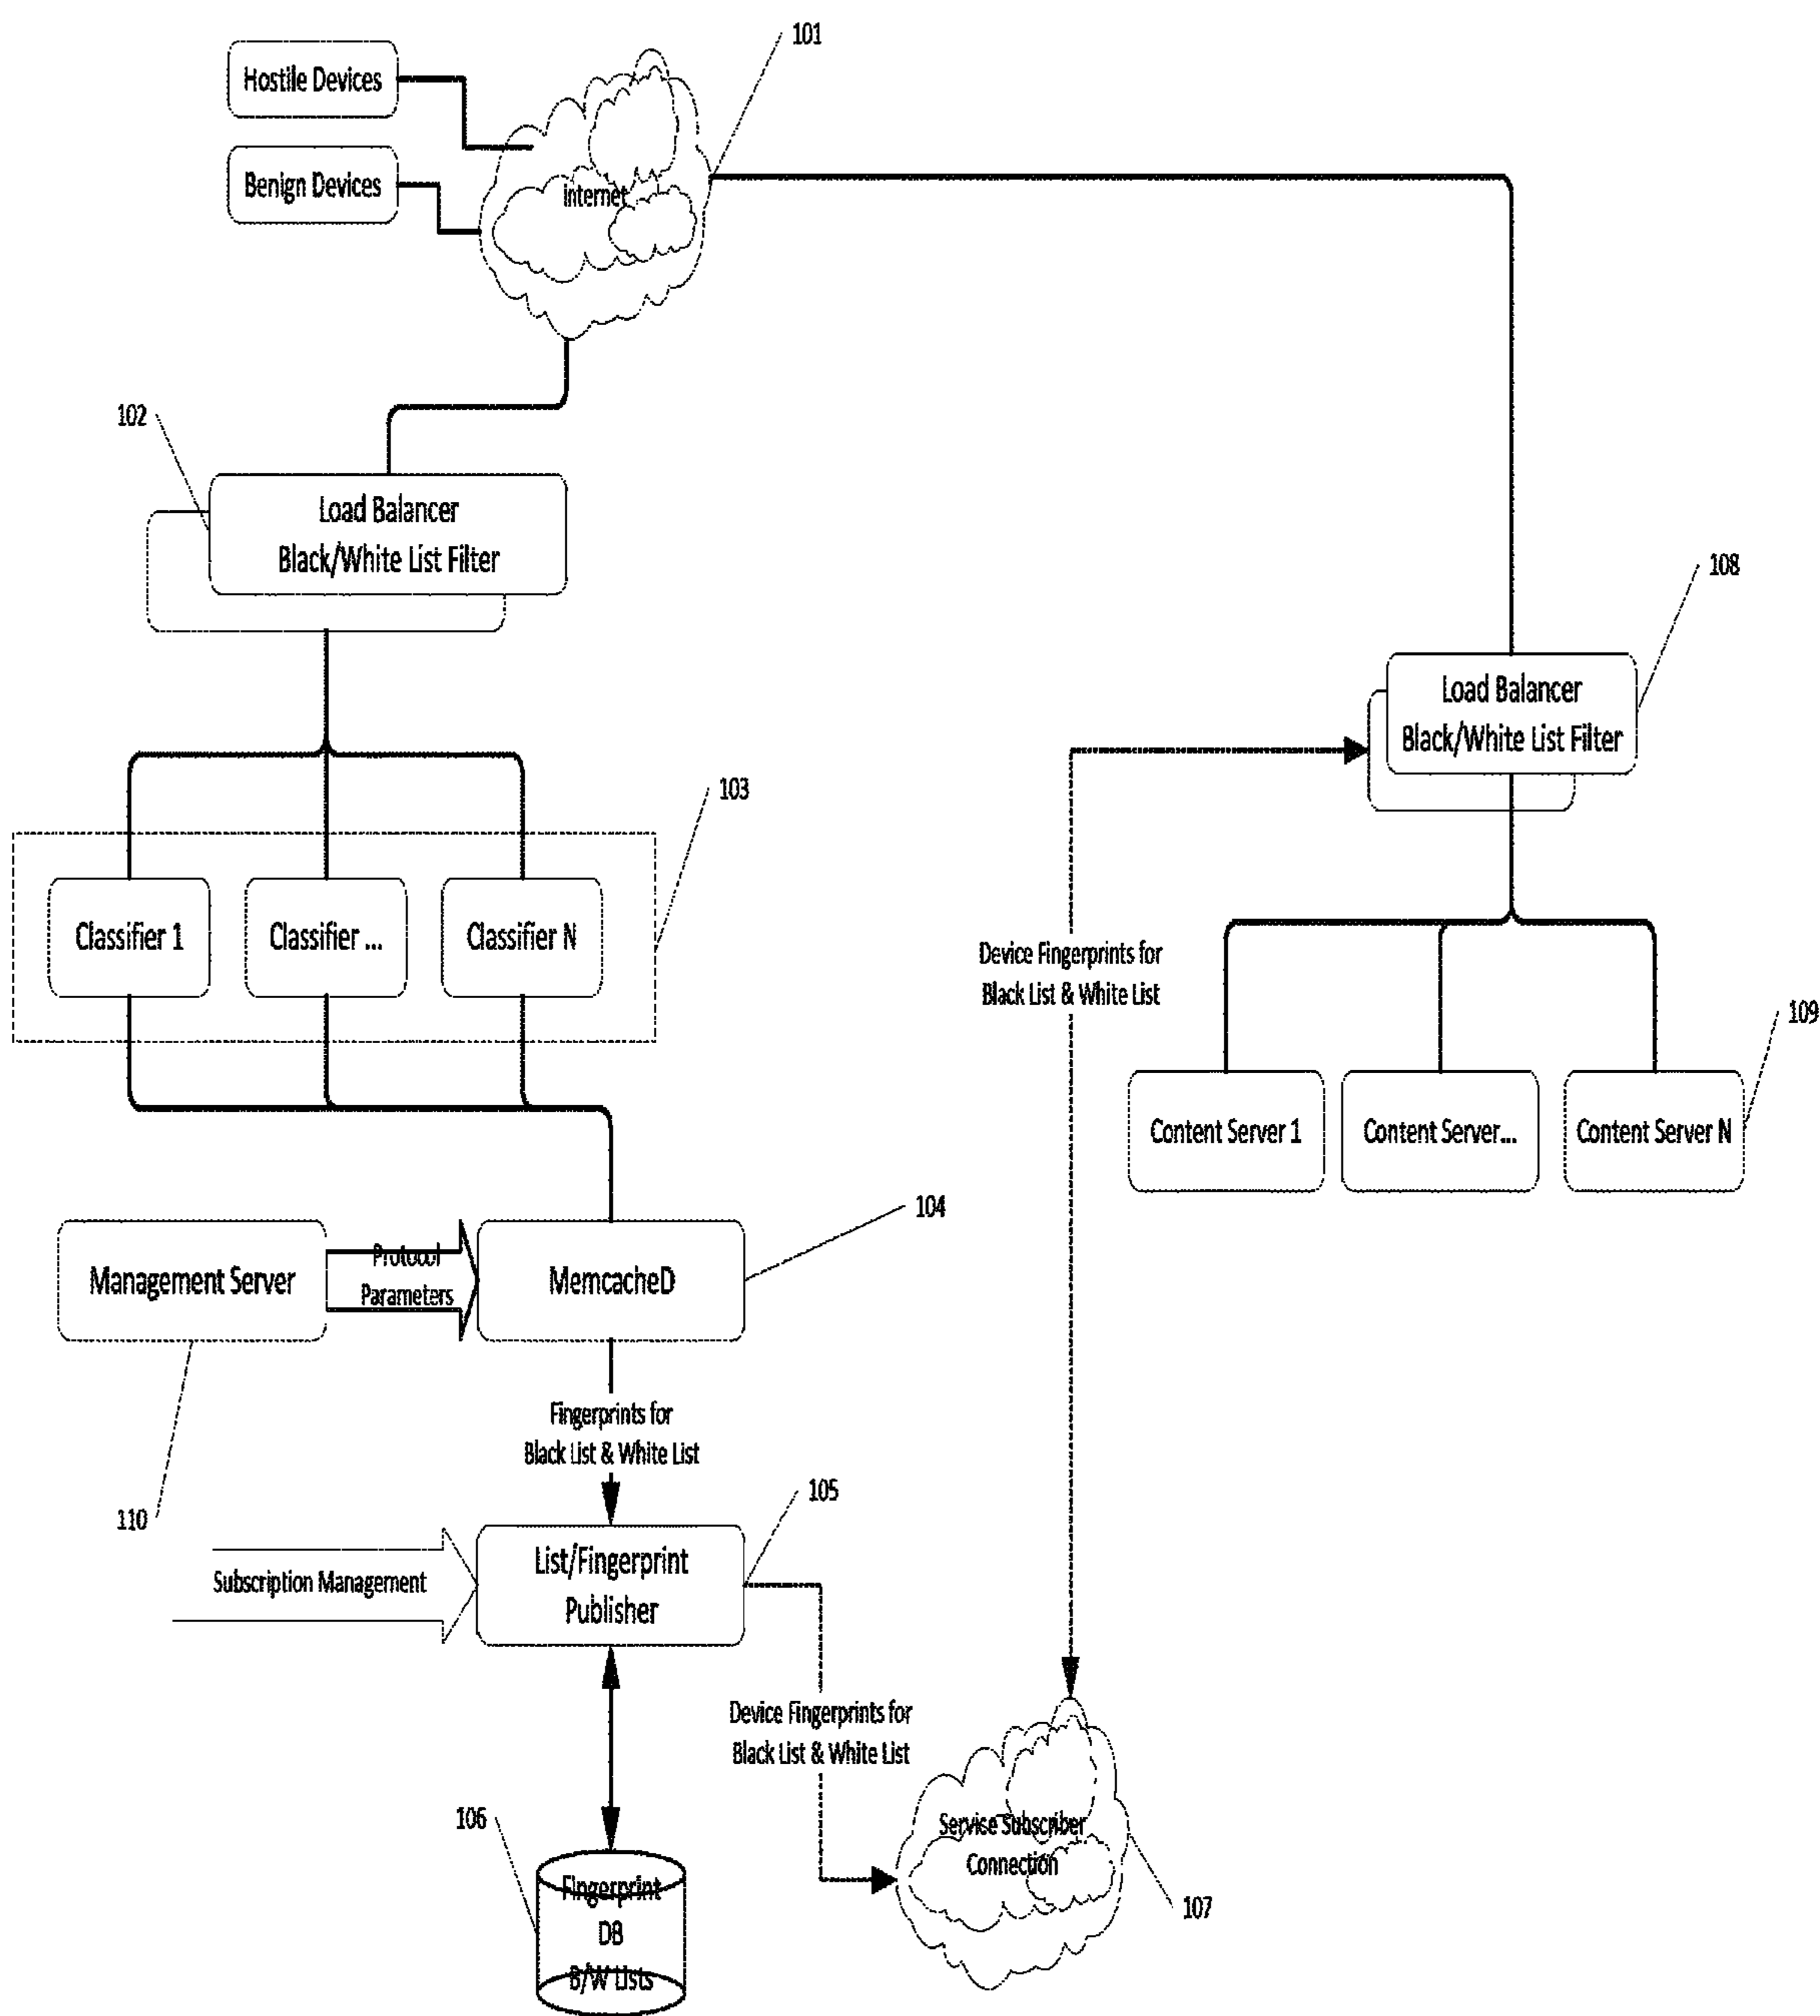 101
Hostile Devices
Benign Devices
Internet
102
Load Balancer
Black/White List Filter
108
Load Balancer
Black/White List Filter
103
Classifier 1
Classifier ...
Classifier N
Device Fingerprints for
Black List & White List
109
Content Server 1
Content Server...
Content Server N
104
Management Server
Protocol
Parameters
MemcacheD
Fingerprints for
Black List & White List
105
110
List/Fingerprint
Publisher
Subscription Management
Device Fingerprints for
Black List & White List
106
Service Subscriber
Connection
Fingerprint
DB
B/W Lists
107